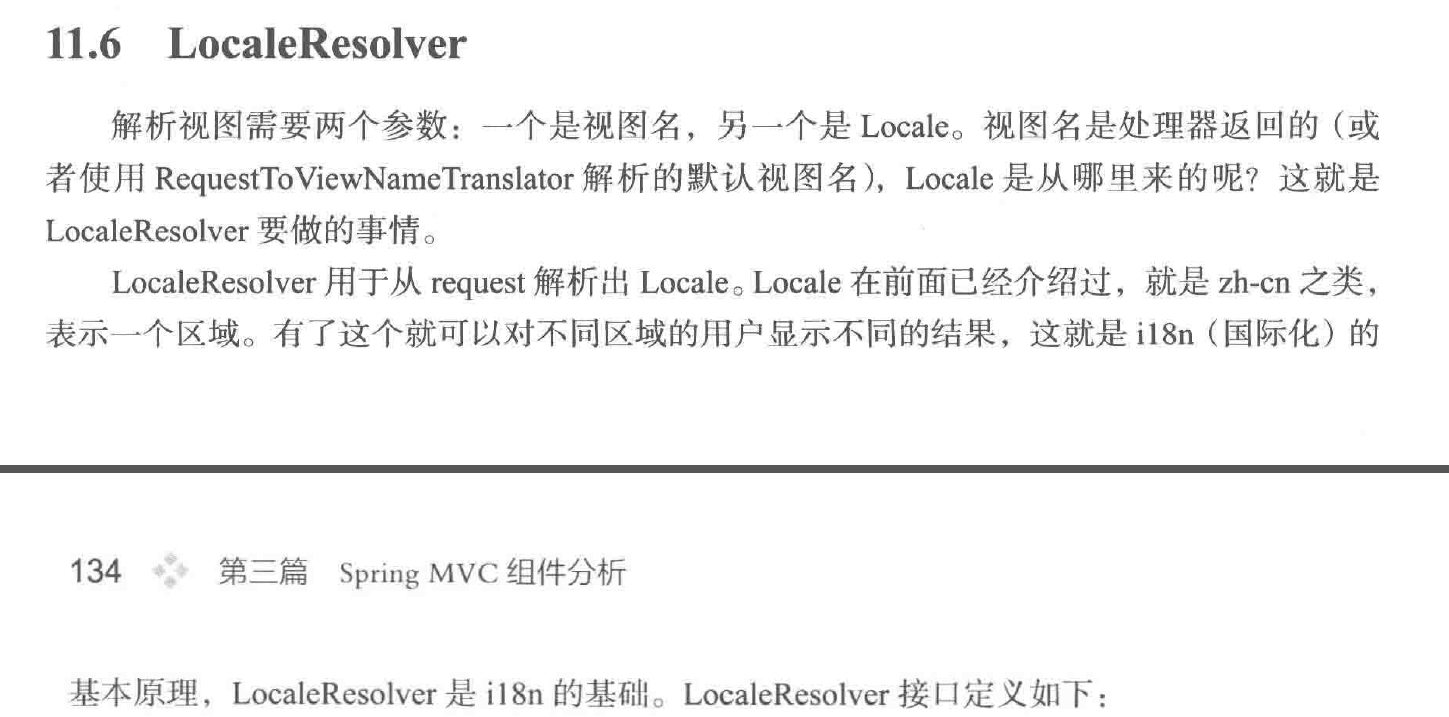 11.6 LocaleResolver
解析视图需要两个参数：一个是视图名，另一个是 Locale。视图名是处理器返回的（或
者使用 RequestToViewNameTranslator 解析的默认视图名），Locale 是从哪里来的呢？这就是
LocaleResolver 要做的事情。
LocaleResolver 用于从 request 解析出 Locale。Locale 在前面已经介绍过，就是 zh-cn 之类，
表示一个区域。有了这个就可以对不同区域的用户显示不同的结果，这就是 i18n（国际化）的
134 第三篇 Spring MVC 组件分析
基本原理，LocaleResolver 是 i18n 的基础。LocaleResolver 接口定义如下：